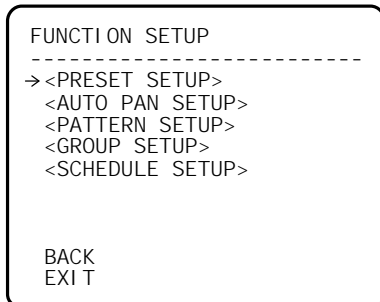 FUNCTION SETUP
--------------------------
→<PRESET SETUP>
<AUTO PAN SETUP>
<PATTERN SETUP>
<GROUP SETUP>
<SCHEDULE SETUP>
BACK
EXIT